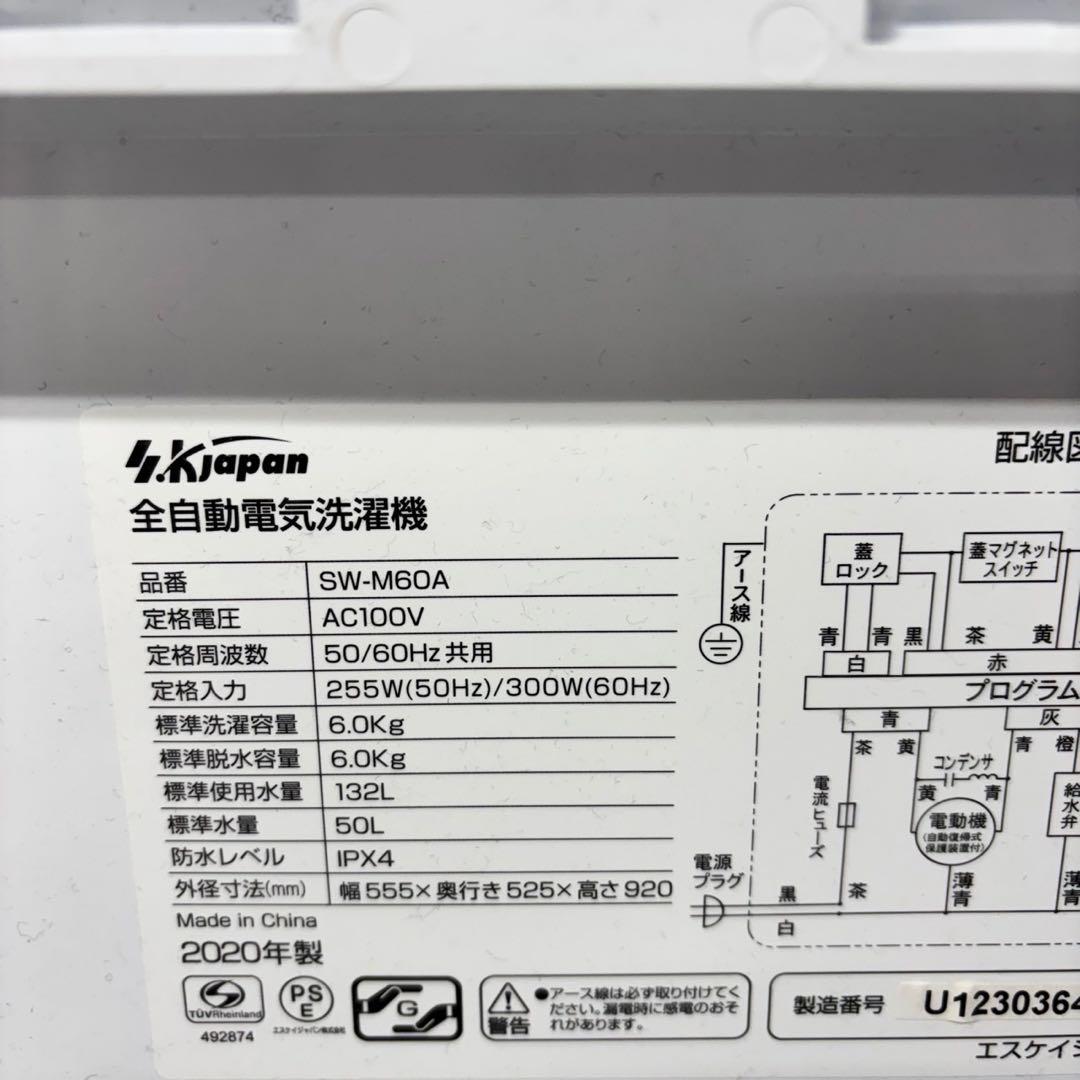 S.K Japan
全自動電気洗濯機
品番 SW-M60A
定格電圧 AC100V
定格周波数 50/60Hz共用
定格入力 255W(50Hz)/300W(60Hz)
標準洗濯容量 6.0Kg
標準脱水容量 6.0Kg
標準使用水量 132L
標準水量 50L
防水レベル IPX4
外径寸法(mm) 幅555×奥行き525×高さ920
Made in China
2020年製
TÜVRheinland
492874
PS
E
エスケイジャパン株式会社
G
警告
●アース線は必ず取り付けてく
ださい。漏電時に感電のおそ
れがあります。
配線図
アース線
蓋
ロック
蓋マグネット
スイッチ
青 青 黒 茶 黄
白 赤
プログラム
青 灰
茶 黄 青 橙
コンデンサ
黄 青
電流ヒューズ
電動機
(自動復帰式
保護装置付)
給水弁
電源
プラグ
黒 茶 薄青 薄青
白
製造番号 U1230364
エスケイ